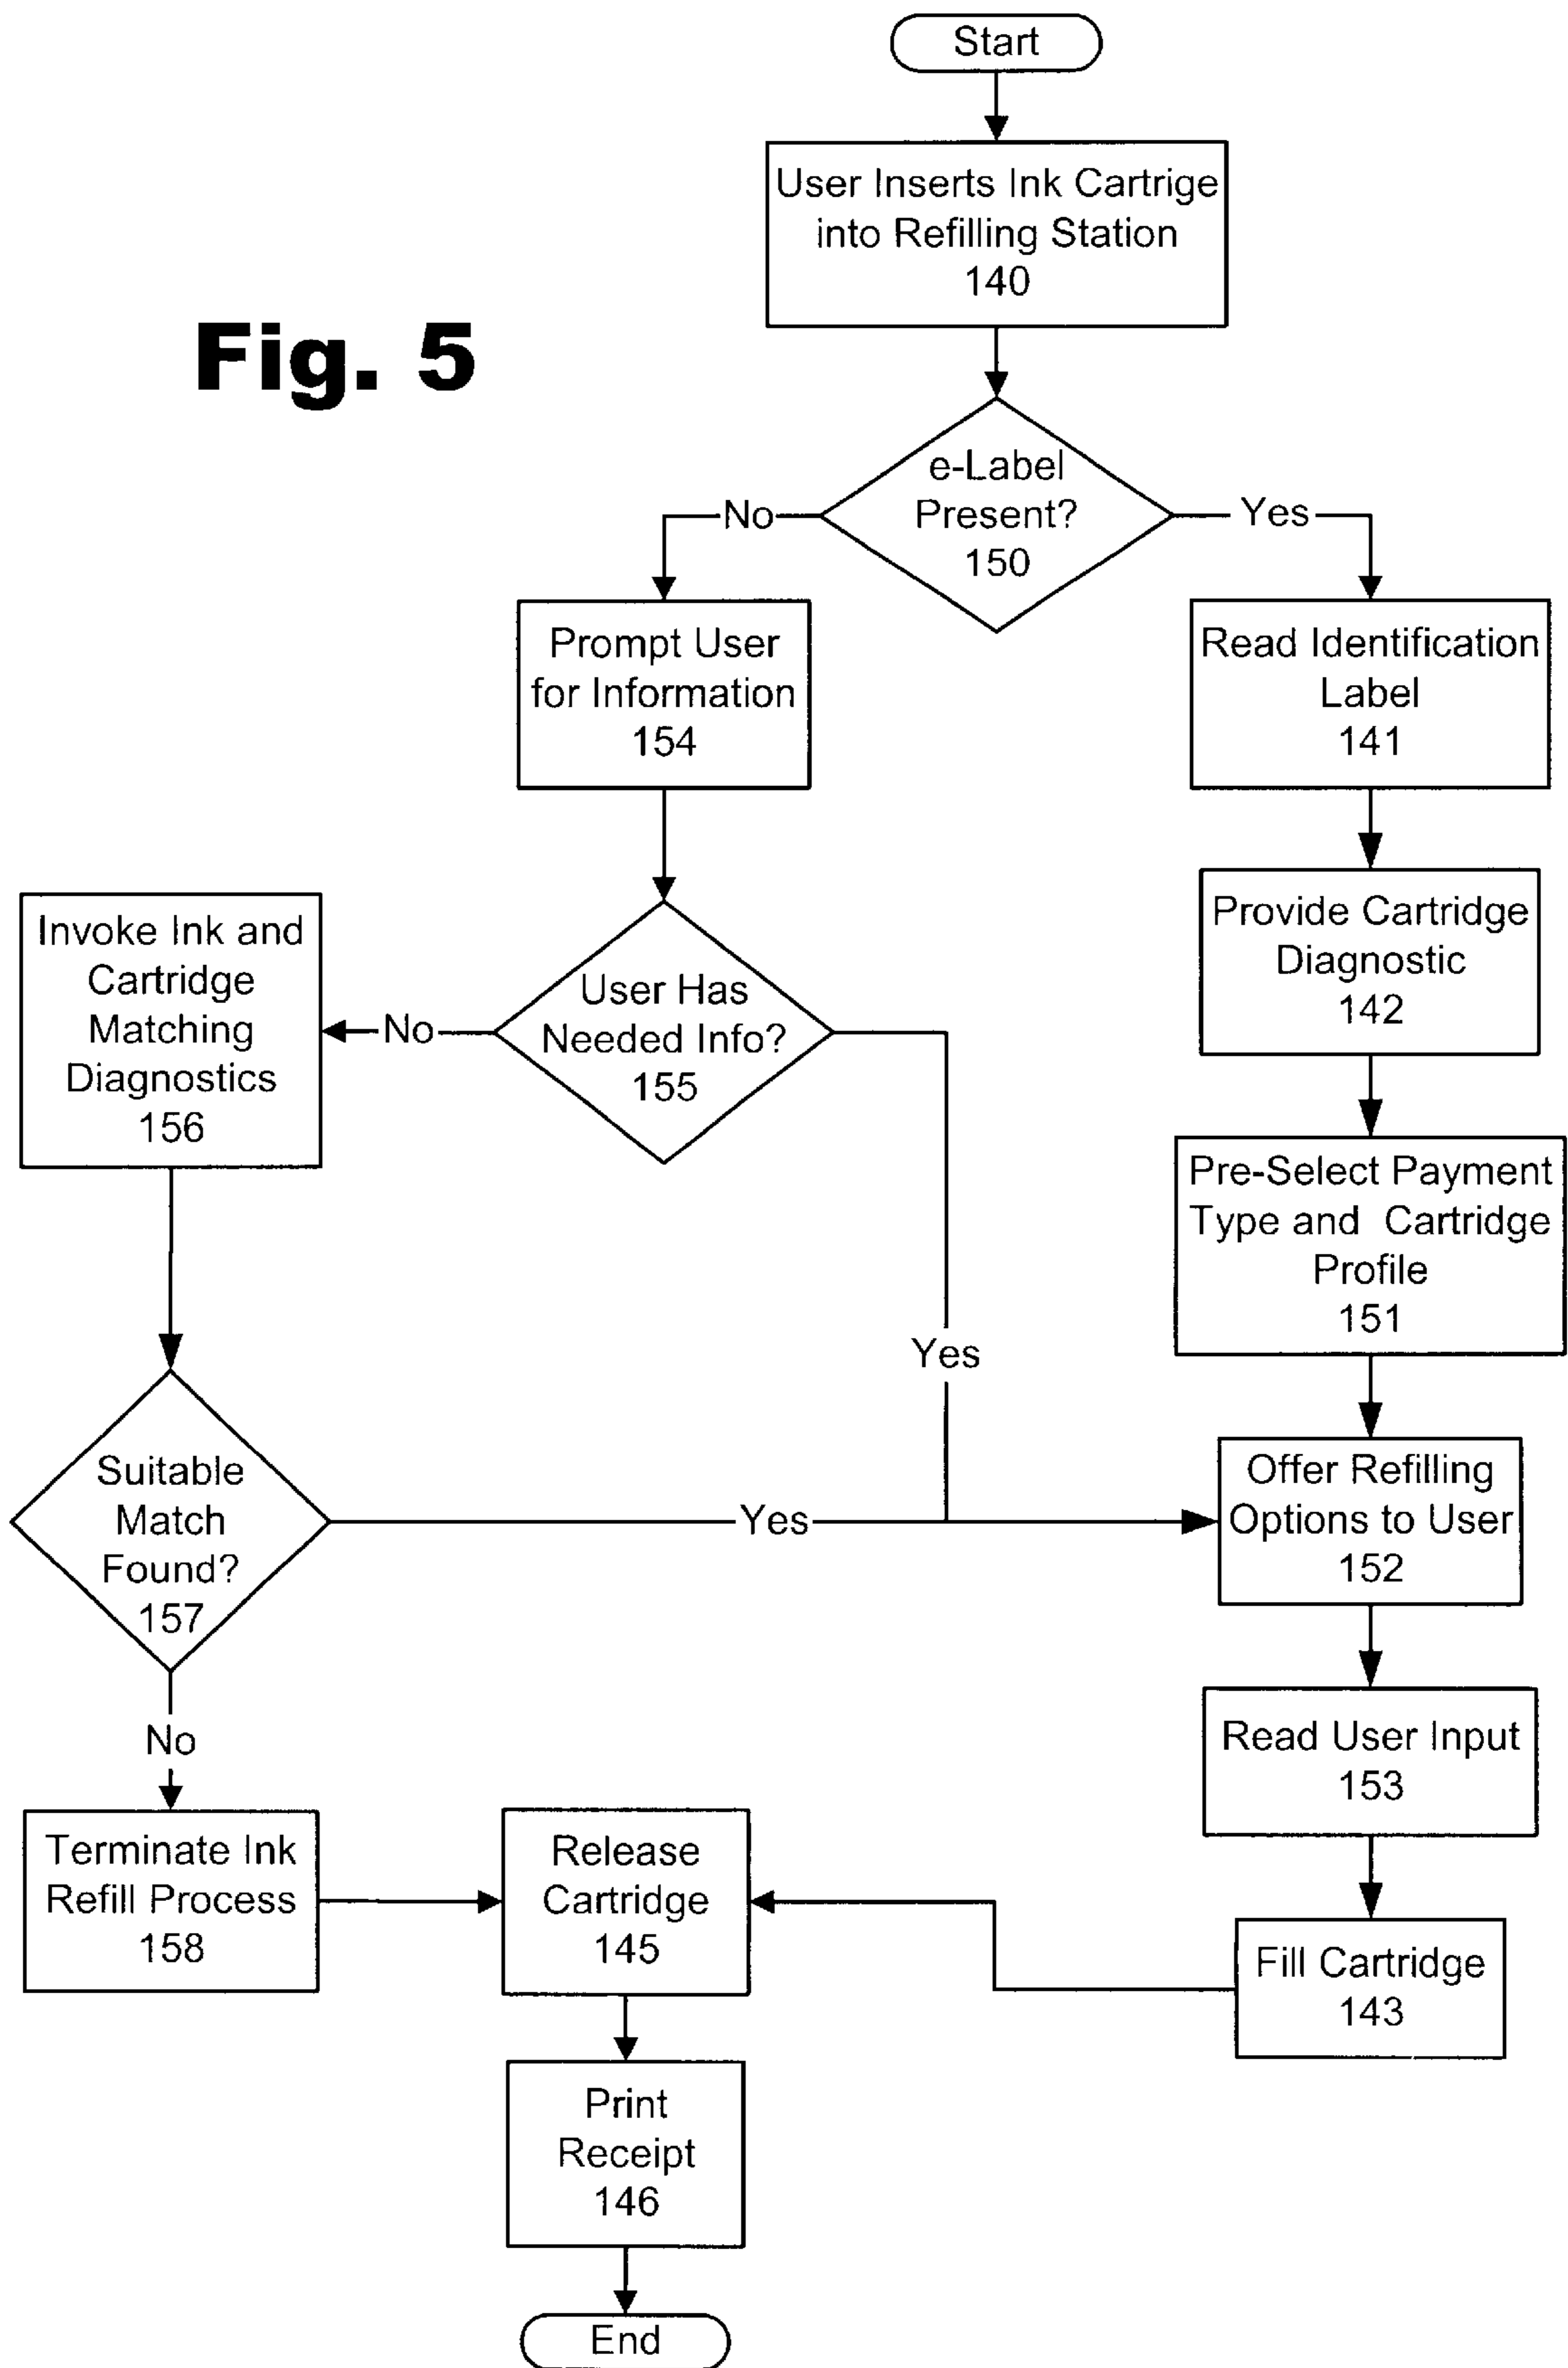 Start
User Inserts Ink Cartrige
into Refilling Station
140
Fig. 5
e-Label
Present?
150
No
Yes
Prompt User
for Information
154
Read Identification
Label
141
Provide Cartridge
Diagnostic
142
Invoke Ink and
Cartridge
Matching
Diagnostics
156
No
User Has
Needed Info?
155
Yes
Pre-Select Payment
Type and Cartridge
Profile
151
Suitable
Match
Found?
157
Yes
Offer Refilling
Options to User
152
No
Read User Input
153
Terminate Ink
Refill Process
158
Release
Cartridge
145
Fill Cartridge
143
Print
Receipt
146
End